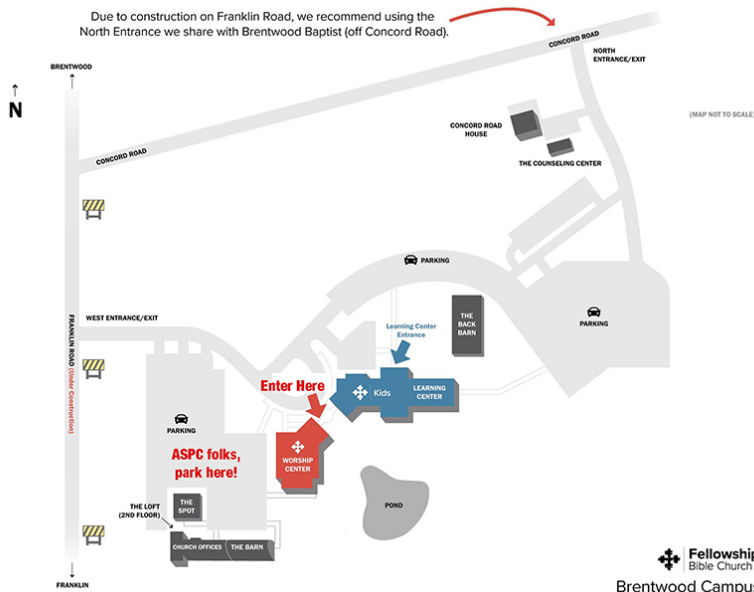 Due to construction on Franklin Road, we recommend using the
North Entrance we share with Brentwood Baptist (off Concord Road).
CONCORD ROAD
NORTH
ENTRANCE/EXIT
BRENTWOOD
N
(MAP NOT TO SCALE)
CONCORD ROAD
HOUSE
THE COUNSELING CENTER
CONCORD ROAD
PARKING
WEST ENTRANCE/EXIT
THE
BACK
BARN
PARKING
Learning Center
Entrance
FRANKLIN ROAD (Under Construction)
Enter Here
Kids
LEARNING
CENTER
PARKING
ASPC folks,
park here!
WORSHIP
CENTER
THE LOFT
(2ND FLOOR)
THE
SPOT
POND
CHURCH OFFICES
THE BARN
FRANKLIN
Fellowship
Bible Church
Brentwood Campus